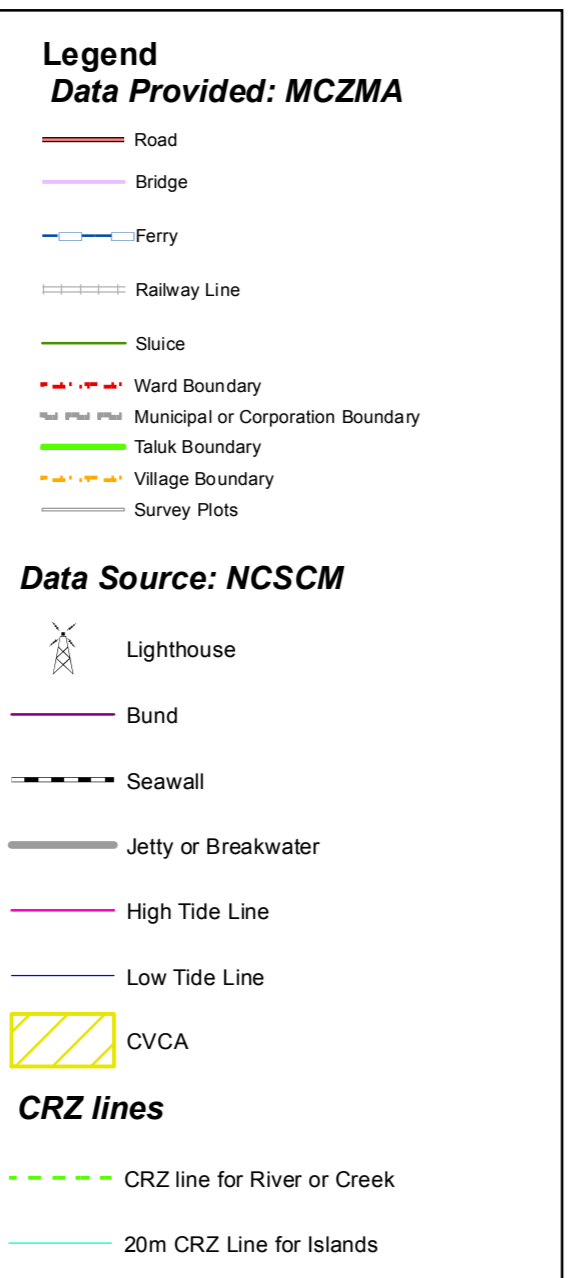 Legend
Data Provided: MCZMA
Road
Bridge
Ferry
Railway Line
Sluice
Ward Boundary
Municipal or Corporation Boundary
Taluk Boundary
Village Boundary
Survey Plots
Data Source: NCSCM
Lighthouse
Bund
Seawall
Jetty or Breakwater
High Tide Line
Low Tide Line
CVCA
CRZ lines
CRZ line for River or Creek
20m CRZ Line for Islands